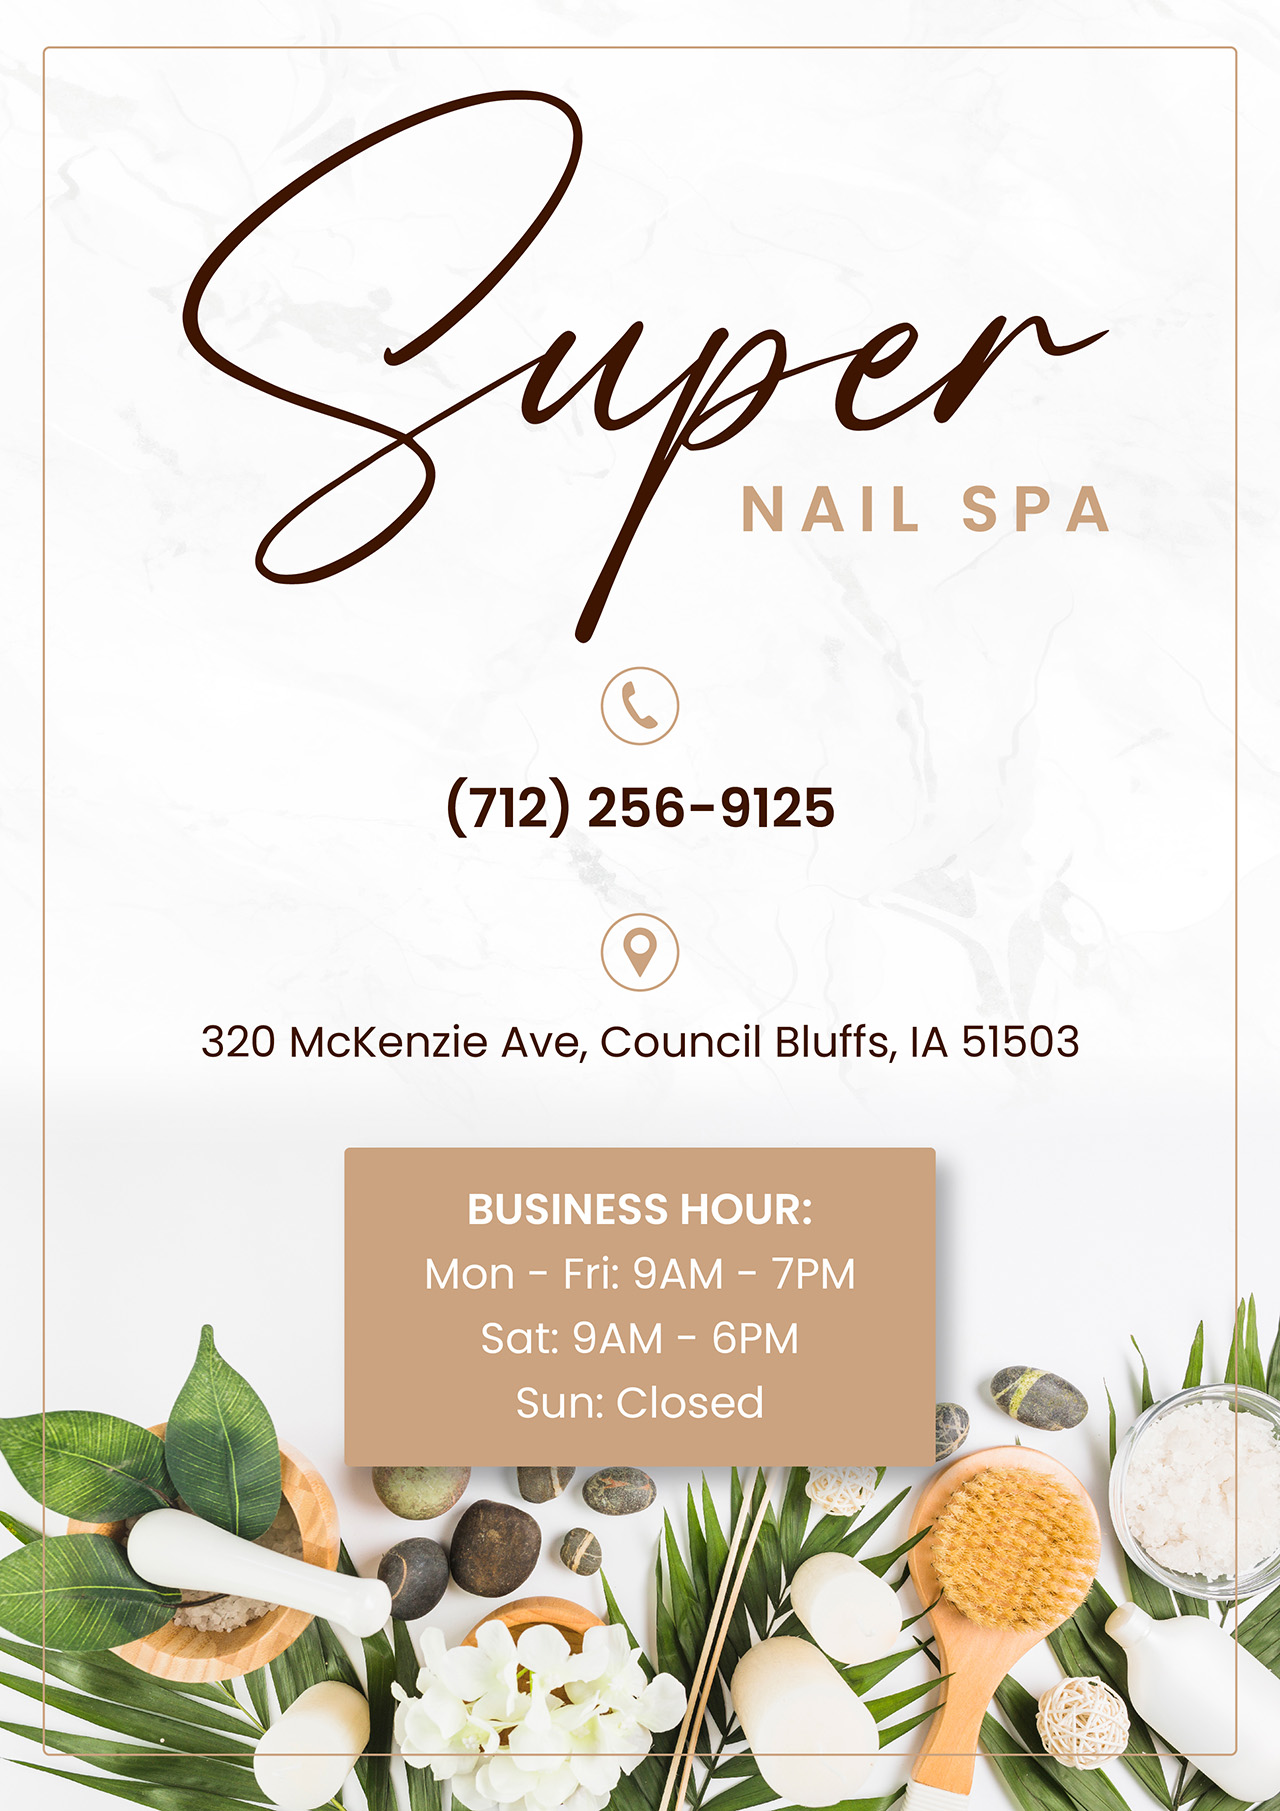 Super
NAIL SPA
(712) 256-9125
320 McKenzie Ave, Council Bluffs, IA 51503
BUSINESS HOUR:
Mon - Fri: 9AM - 7PM
Sat: 9AM - 6PM
Sun: Closed